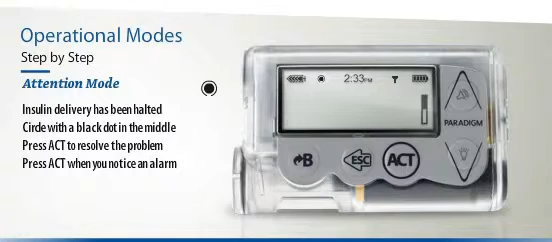 Operational Modes
Step by Step
Attention Mode
Insulin delivery has been halted
Circle with a black dot in the middle
Press ACT to resolve the problem
Press ACT when you notice an alarm
2:33PM
PARADIGM
B
ESC
ACT